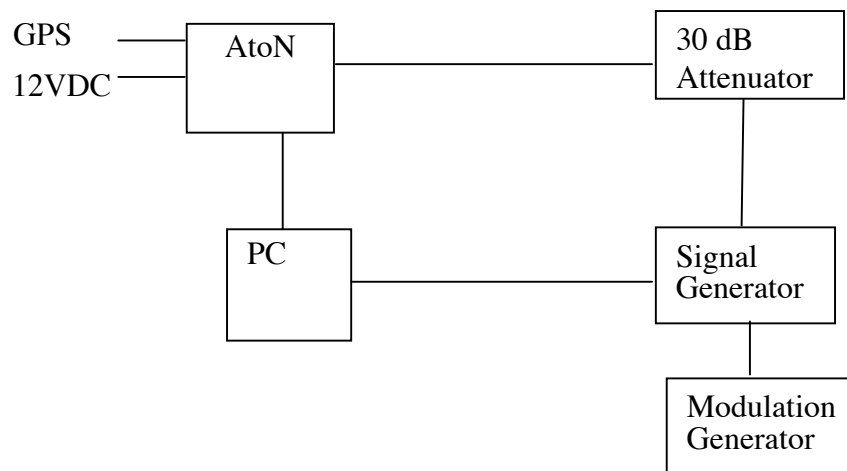 GPS
12VDC
AtoN
30 dB
Attenuator
PC
Signal
Generator
Modulation
Generator